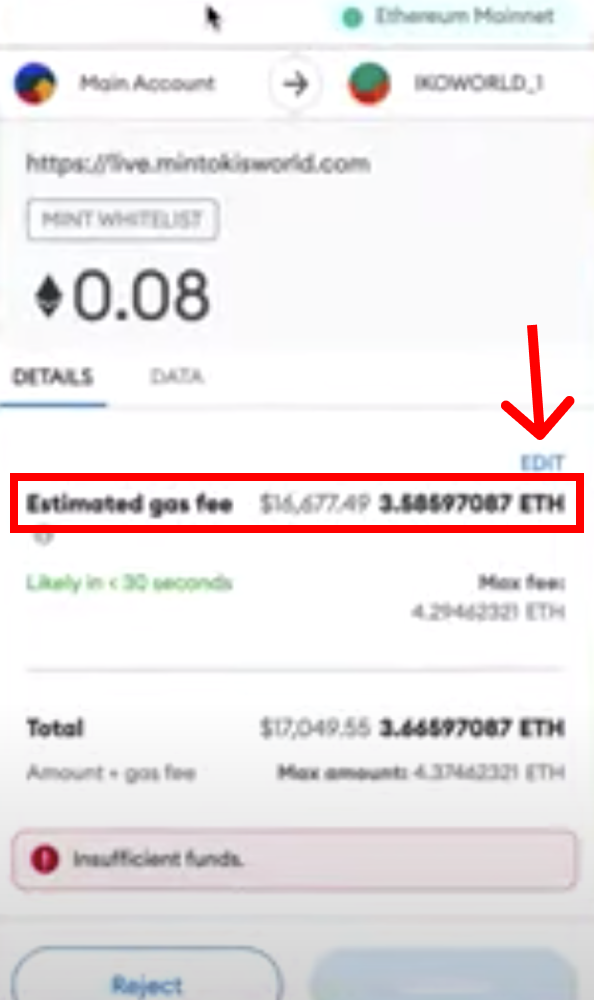 Ethereum Mainnet
Main Account IKOWORLD_1
https://live.mintokisworld.com
MINT WHITELIST
0.08
DETAILS DATA
EDIT
Estimated gas fee $16,677.49 3.58597087 ETH
Likely in < 30 seconds Max fee:
4.29462321 ETH
Total $17,049.55 3.66597087 ETH
Amount + gas fee Max amount: 4.37462321 ETH
Insufficient funds.
Reject